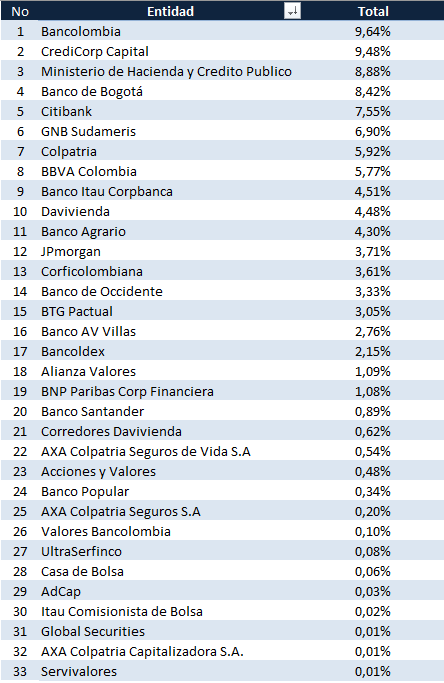 No Entidad Total
1 Bancolombia 9,64%
2 CrediCorp Capital 9,48%
3 Ministerio de Hacienda y Credito Publico 8,88%
4 Banco de Bogotá 8,42%
5 Citibank 7,55%
6 GNB Sudameris 6,90%
7 Colpatria 5,92%
8 BBVA Colombia 5,77%
9 Banco Itau Corpbanca 4,51%
10 Davivienda 4,48%
11 Banco Agrario 4,30%
12 JPmorgan 3,71%
13 Corficolombiana 3,61%
14 Banco de Occidente 3,33%
15 BTG Pactual 3,05%
16 Banco AV Villas 2,76%
17 Bancoldex 2,15%
18 Alianza Valores 1,09%
19 BNP Paribas Corp Financiera 1,08%
20 Banco Santander 0,89%
21 Corredores Davivienda 0,62%
22 AXA Colpatria Seguros de Vida S.A 0,54%
23 Acciones y Valores 0,48%
24 Banco Popular 0,34%
25 AXA Colpatria Seguros S.A 0,20%
26 Valores Bancolombia 0,10%
27 UltraSerfinco 0,08%
28 Casa de Bolsa 0,06%
29 AdCap 0,03%
30 Itau Comisionista de Bolsa 0,02%
31 Global Securities 0,01%
32 AXA Colpatria Capitalizadora S.A. 0,01%
33 Servivalores 0,01%